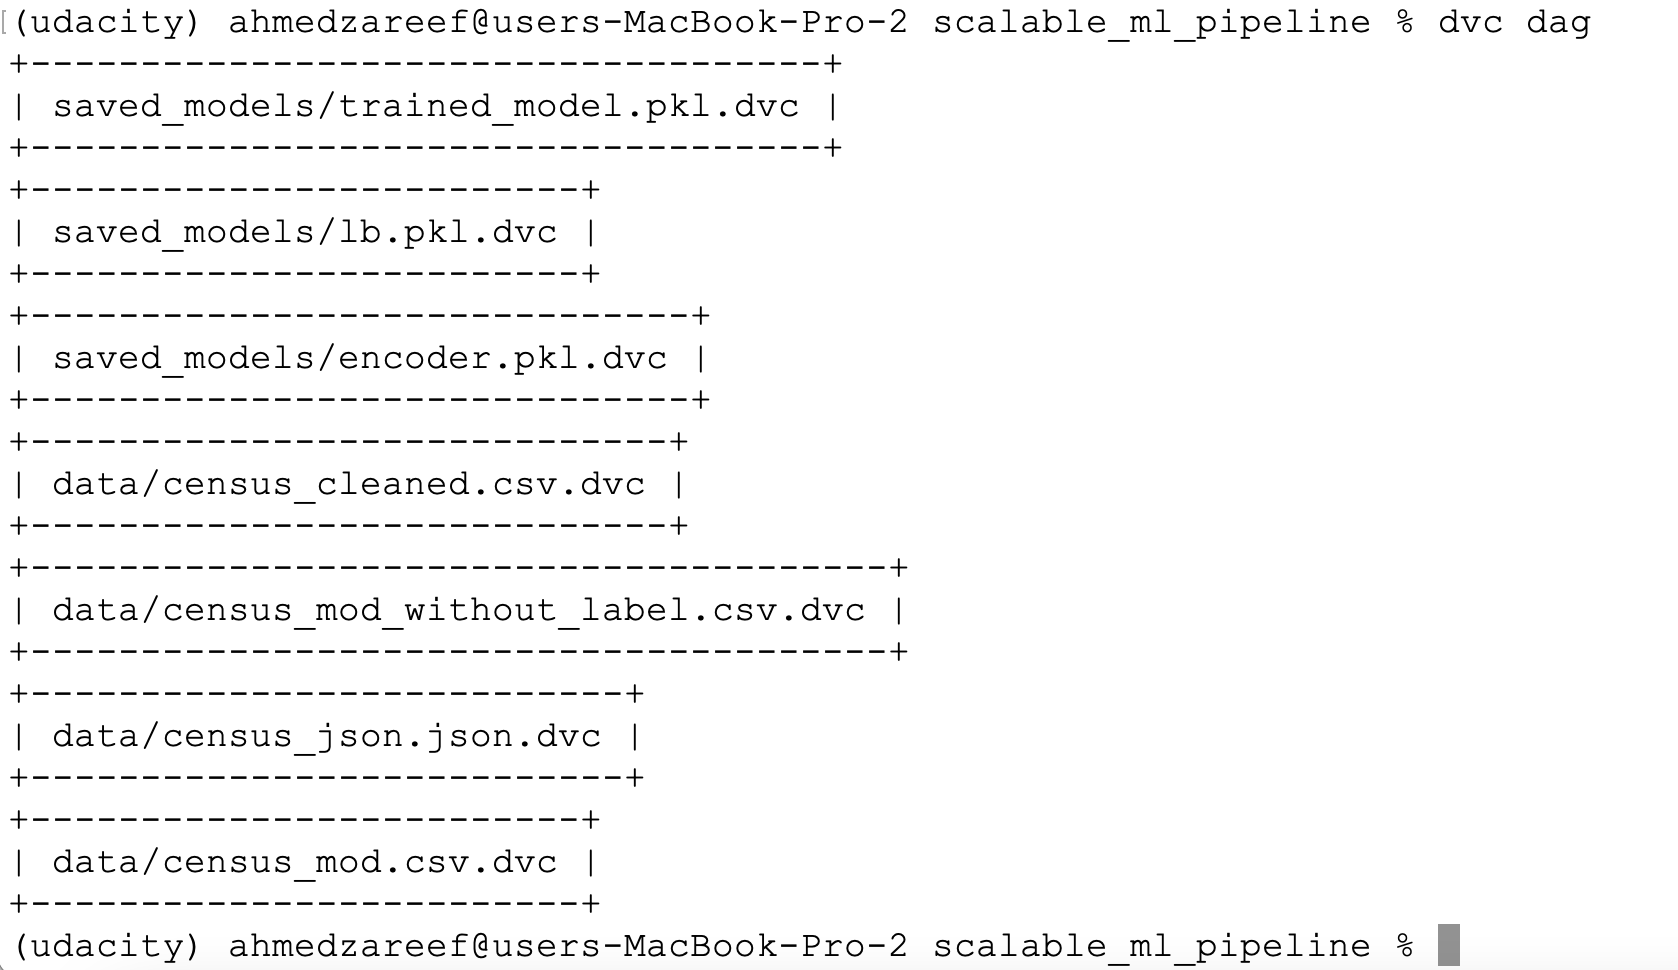 (udacity) ahmedzareef@users-MacBook-Pro-2 scalable_ml_pipeline % dvc dag
+------------------------------------+
| saved_models/trained_model.pkl.dvc |
+------------------------------------+
+-------------------------+
| saved_models/lb.pkl.dvc |
+-------------------------+
+------------------------------+
| saved_models/encoder.pkl.dvc |
+------------------------------+
+-----------------------------+
| data/census_cleaned.csv.dvc |
+-----------------------------+
+---------------------------------------+
| data/census_mod_without_label.csv.dvc |
+---------------------------------------+
+---------------------------+
| data/census_json.json.dvc |
+---------------------------+
+-------------------------+
| data/census_mod.csv.dvc |
+-------------------------+
(udacity) ahmedzareef@users-MacBook-Pro-2 scalable_ml_pipeline %